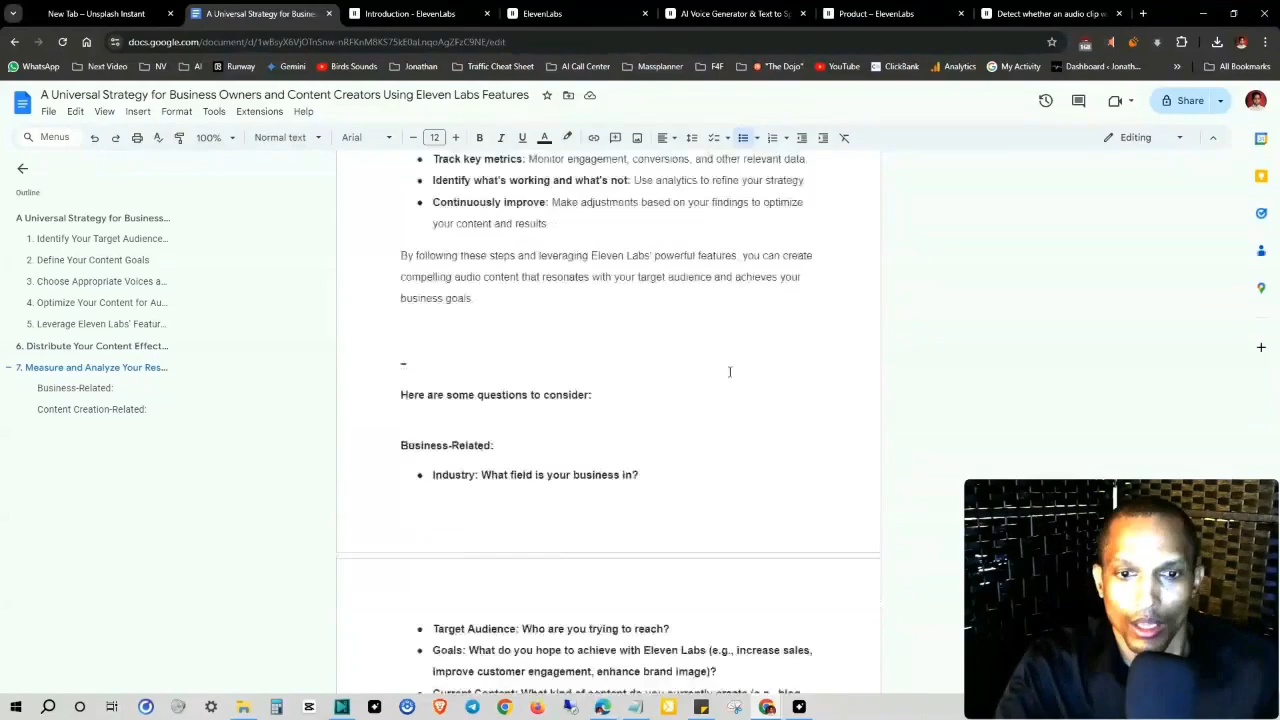 New Tab – Unsplash Instant
A Universal Strategy for Busines
Introduction - ElevenLabs
ElevenLabs
AI Voice Generator & Text to Sp
Product – ElevenLabs
Detect whether an audio clip w
docs.google.com/document/d/1wBsyX6VjOTnSnw-nRFKnM8KS75kE0aLnqoAgZFzC9NE/edit
WhatsApp
Next Video
NV
AI
Runway
Gemini
Birds Sounds
Jonathan
Traffic Cheat Sheet
AI Call Center
Massplanner
F4F
"The Dojo"
YouTube
ClickBank
Analytics
My Activity
Dashboard ‹ Jonath...
All Bookmarks
A Universal Strategy for Business Owners and Content Creators Using Eleven Labs Features
File Edit View Insert Format Tools Extensions Help
Share
Menus
100%
Normal text
Arial
12
Editing
Outline
A Universal Strategy for Business...
1. Identify Your Target Audience...
2. Define Your Content Goals
3. Choose Appropriate Voices a...
4. Optimize Your Content for Au...
5. Leverage Eleven Labs' Featur...
6. Distribute Your Content Effect...
7. Measure and Analyze Your Res...
Business-Related:
Content Creation-Related:
• Track key metrics: Monitor engagement, conversions, and other relevant data.
• Identify what's working and what's not: Use analytics to refine your strategy.
• Continuously improve: Make adjustments based on your findings to optimize
your content and results.
By following these steps and leveraging Eleven Labs' powerful features, you can create
compelling audio content that resonates with your target audience and achieves your
business goals.
–
Here are some questions to consider:
Business-Related:
• Industry: What field is your business in?
• Target Audience: Who are you trying to reach?
• Goals: What do you hope to achieve with Eleven Labs (e.g., increase sales,
improve customer engagement, enhance brand image)?
• Current Content: What kind of content do you currently create (e.g., blog